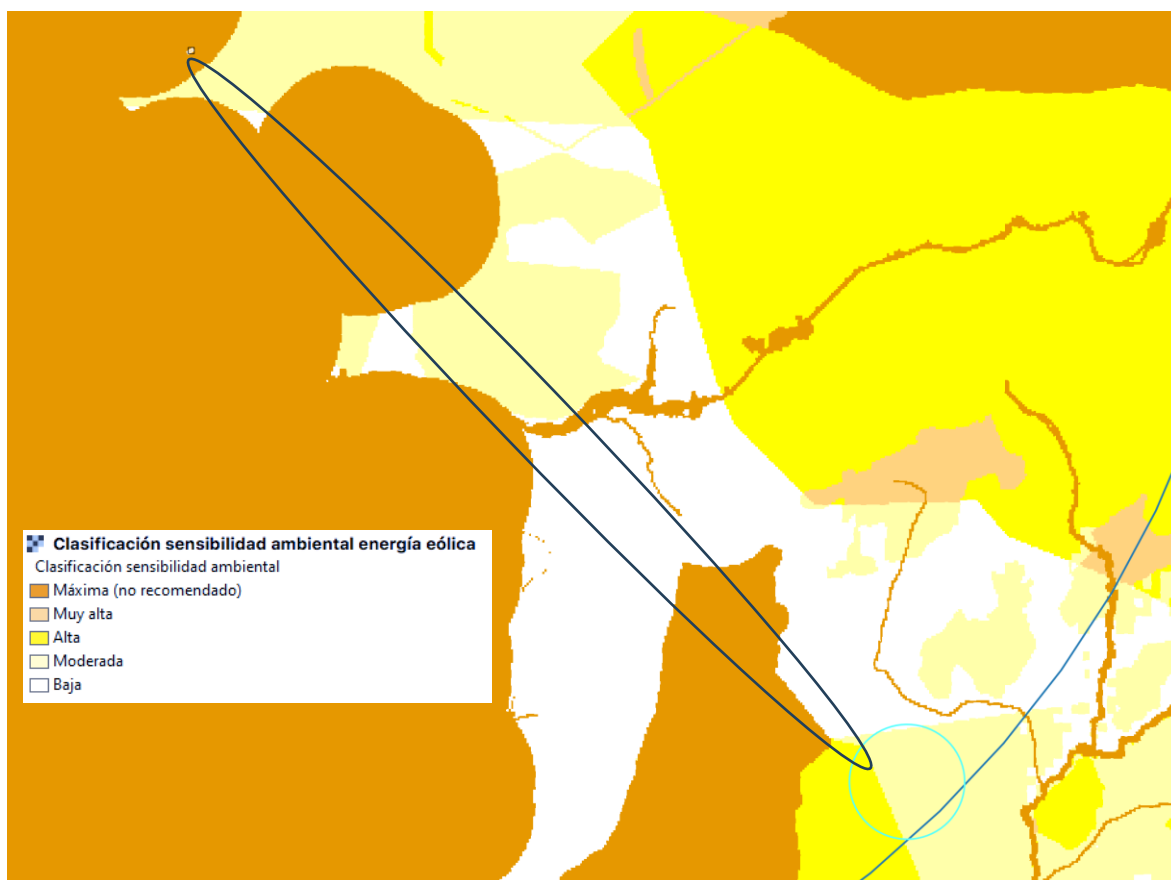 Clasificación sensibilidad ambiental energía eólica
Clasificación sensibilidad ambiental
Máxima (no recomendado)
Muy alta
Alta
Moderada
Baja